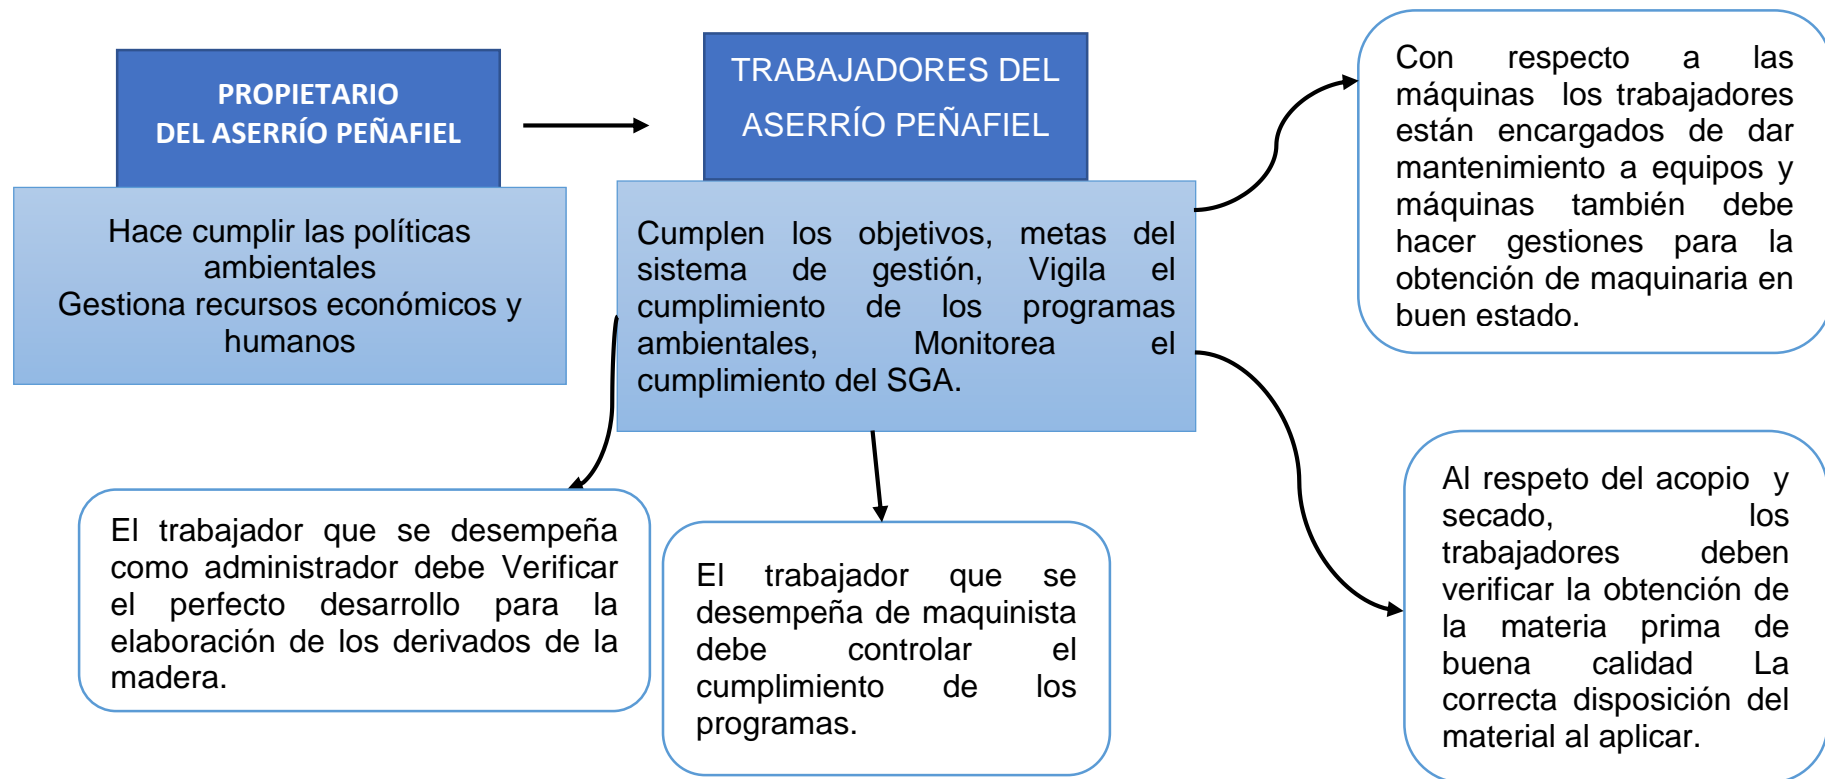 PROPIETARIO
DEL ASERRÍO PEÑAFIEL
Hace cumplir las políticas
ambientales
Gestiona recursos económicos y
humanos
TRABAJADORES DEL
ASERRÍO PEÑAFIEL
Cumplen los objetivos, metas del
sistema de gestión, Vigila el
cumplimiento de los programas
ambientales, Monitorea el
cumplimiento del SGA.
Con respecto a las
máquinas los trabajadores
están encargados de dar
mantenimiento a equipos y
máquinas también debe
hacer gestiones para la
obtención de maquinaria en
buen estado.
El trabajador que se desempeña
como administrador debe Verificar
el perfecto desarrollo para la
elaboración de los derivados de la
madera.
El trabajador que se
desempeña de maquinista
debe controlar el
cumplimiento de los
programas.
Al respeto del acopio y
secado, los
trabajadores deben
verificar la obtención de
la materia prima de
buena calidad La
correcta disposición del
material al aplicar.